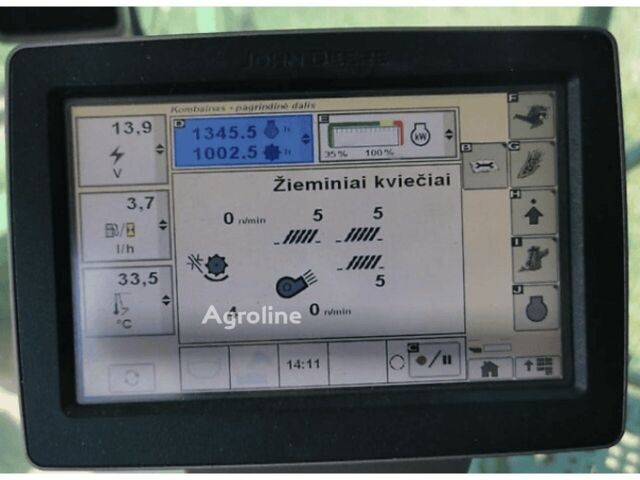 JOHN DEERE
Kombainas - pagrindinė dalis
13,9
V
D
1345.5 h
1002.5 h
E
kW
35% 100%
F
B
G
Žieminiai kviečiai
3,7
l/h
0 n/min
5
5
H
I
33,5
°C
5
4
0 n/min
J
Agroline
14:11
C